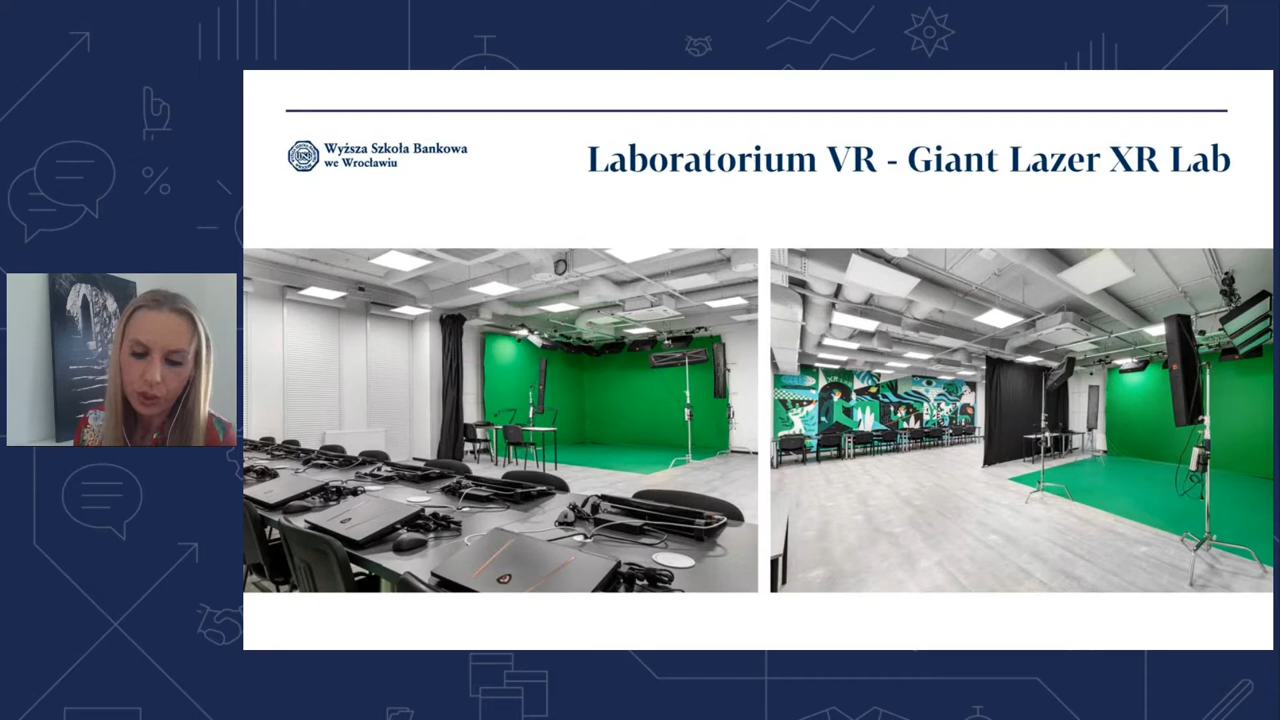 Wyższa Szkoła Bankowa
we Wrocławiu
Laboratorium VR - Giant Lazer XR Lab